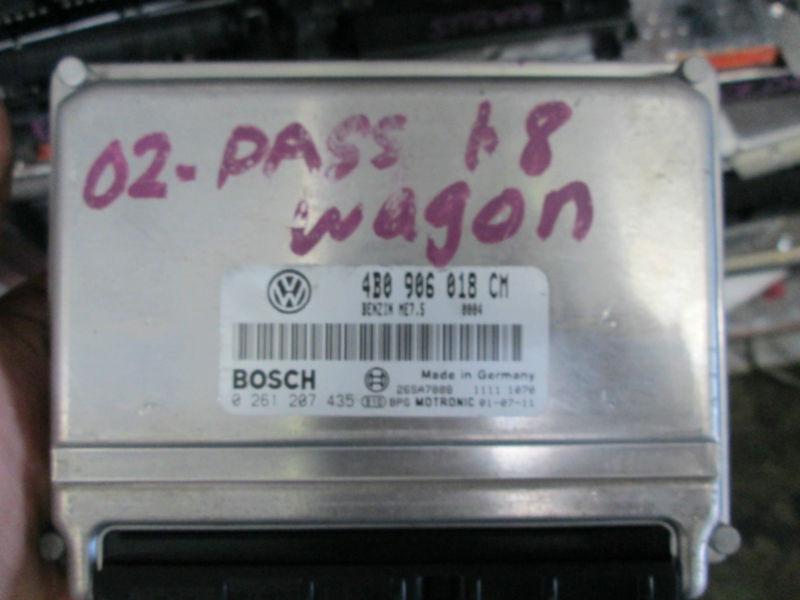 02-PASS 1.8
wagon
4B0 906 018 CM
BENZIN ME7.5 0004
BOSCH
Made in Germany
26SA7088 1111 1070
0 261 207 435 BPG MOTRONIC 01-07-11